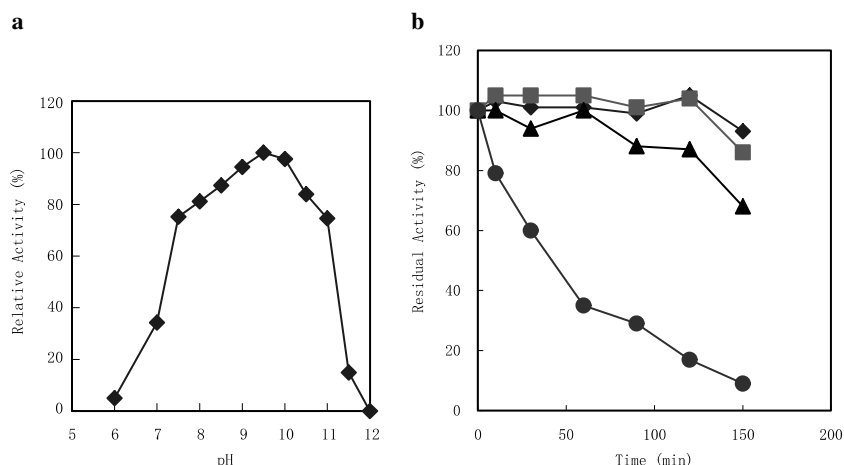 a
120
100
80
60
40
20
0
5 6 7 8 9 10 11 12
Relative Activity (%)
pH
b
120
100
80
60
40
20
0
0 50 100 150 200
Residual Activity (%)
Time (min)